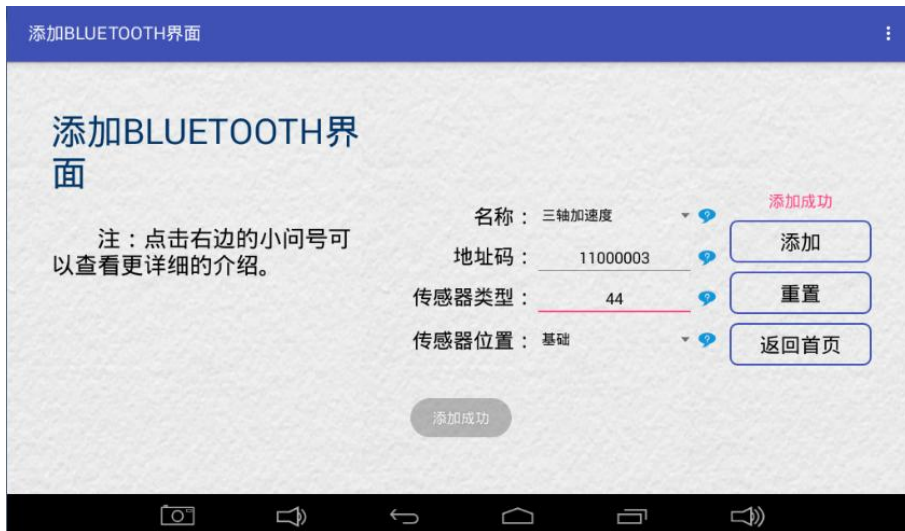 添加BLUETOOTH界面
添加BLUETOOTH界
面
注：点击右边的小问号可
以查看更详细的介绍。
名称： 三轴加速度 ?
地址码： 11000003 ?
传感器类型： 44 ?
传感器位置： 基础 ?
添加成功
添加
重置
返回首页
添加成功